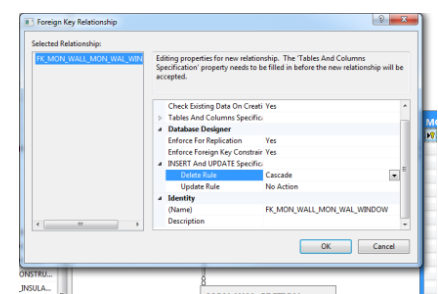 Foreign Key Relationship
Selected Relationship:
FK_MON_WALL_MON_WAL_WIN
Editing properties for new relationship. The 'Tables And Columns
Specification' property needs to be filled in before the new relationship will be
accepted.
Check Existing Data On Creati Yes
Tables And Columns Specific
Database Designer
Enforce For Replication Yes
Enforce Foreign Key Constrair Yes
INSERT And UPDATE Specific
Delete Rule Cascade
Update Rule No Action
Identity
(Name) FK_MON_WALL_MON_WAL_WINDOW
Description
OK Cancel
ONSTRU...
_INSULA...